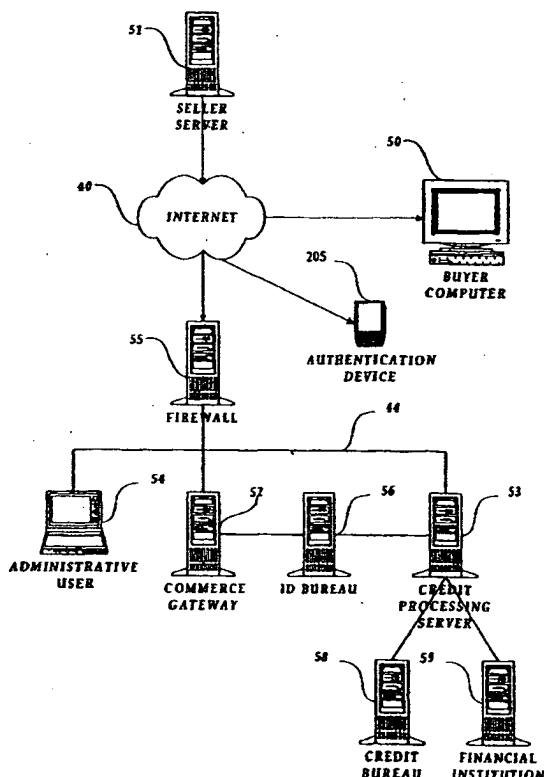 51
SELLER
SERVER
50
40
INTERNET
BUYER
COMPUTER
205
55
AUTHENTICATION
DEVICE
FIREWALL
44
54
52
56
53
ADMINISTRATIVE
USER
COMMERCE
GATEWAY
ID BUREAU
CREDIT
PROCESSING
SERVER
58
59
CREDIT
BUREAU
FINANCIAL
INSTITUTION